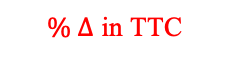 % Δ in TTC